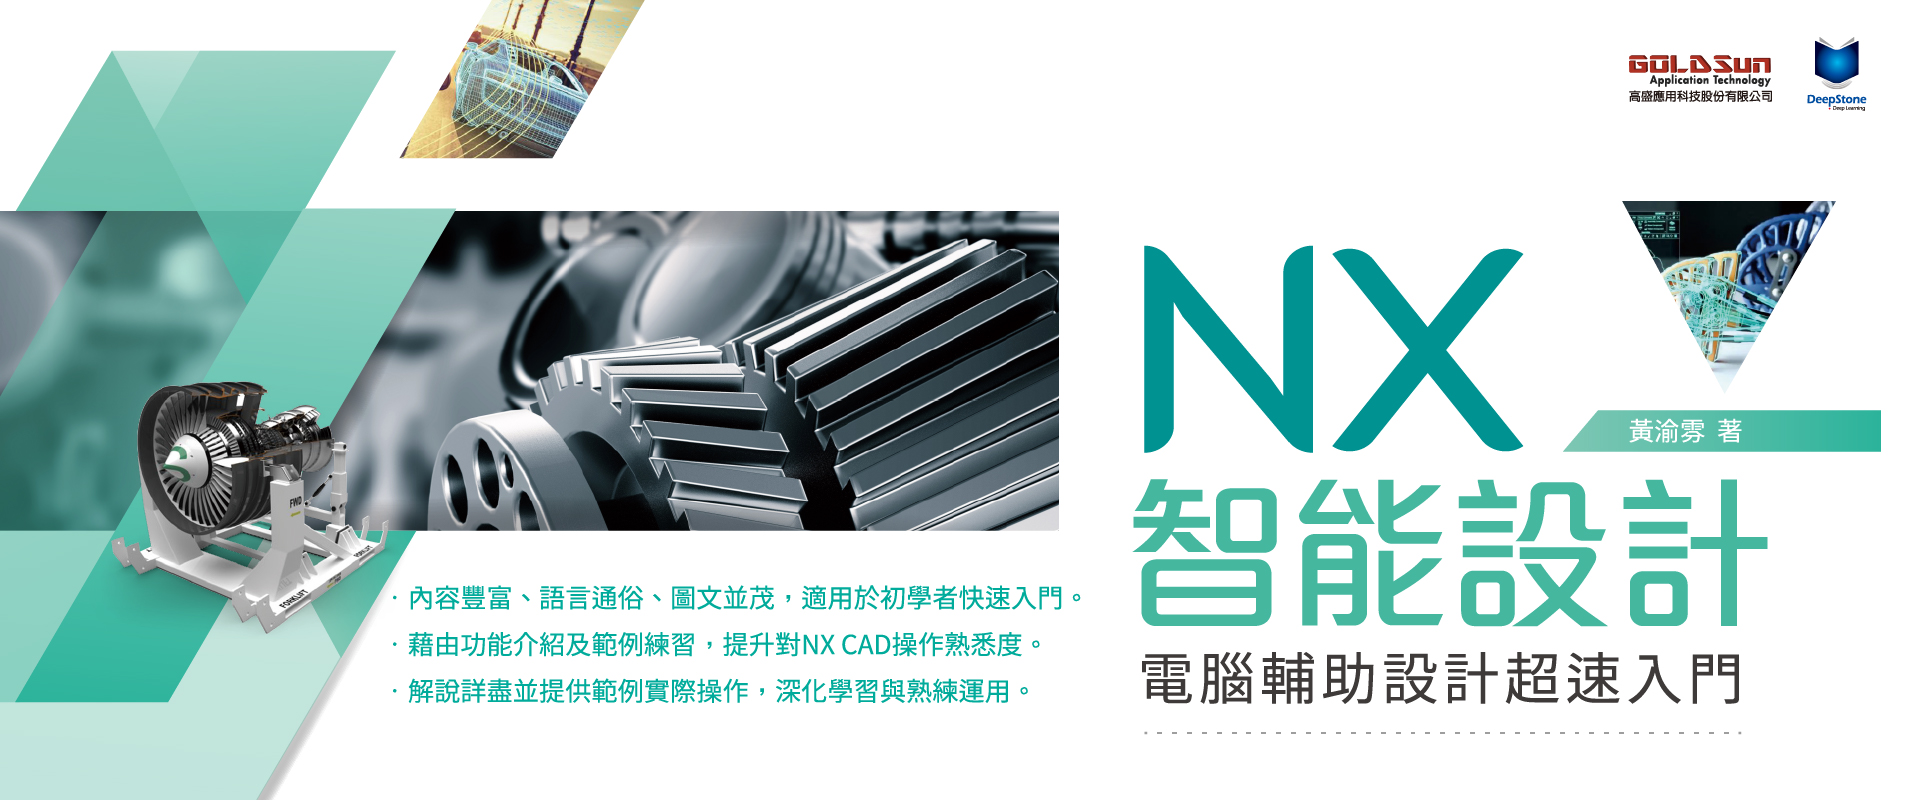 GOLDSUN
Application Technology
高盛應用科技股份有限公司
DeepStone
+ Deep Learning
NX
黃渝雰 著
智能設計
電腦輔助設計超速入門
· 內容豐富、語言通俗、圖文並茂，適用於初學者快速入門。
· 藉由功能介紹及範例練習，提升對NX CAD操作熟悉度。
· 解說詳盡並提供範例實際操作，深化學習與熟練運用。
FWD
FORKLIFT
FORKLIFT